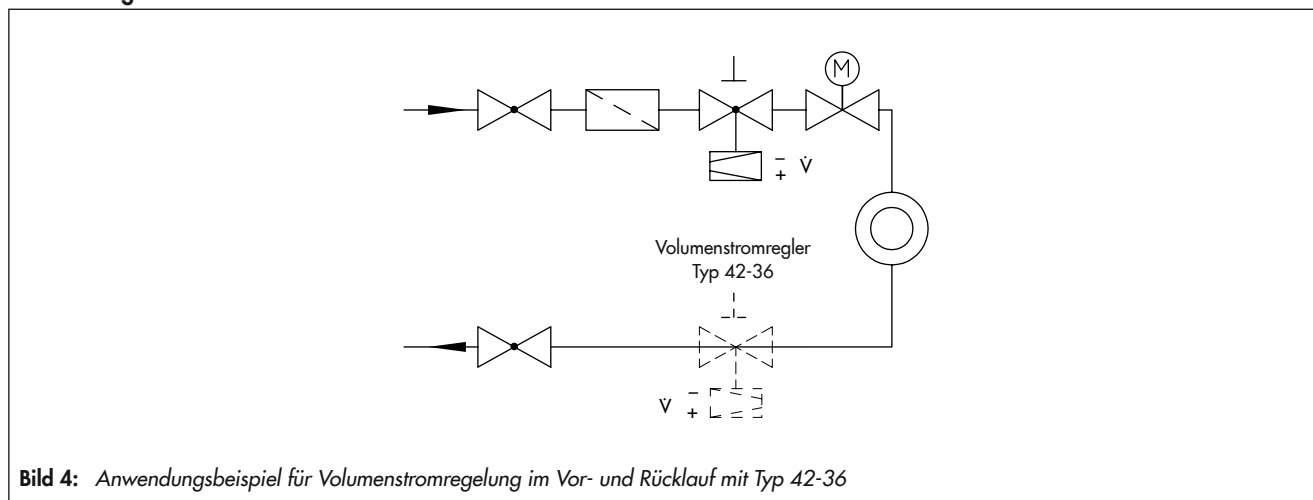 M
– V̇
+
Volumenstromregler
Typ 42-36
V̇ –
+
Bild 4: Anwendungsbeispiel für Volumenstromregelung im Vor- und Rücklauf mit Typ 42-36